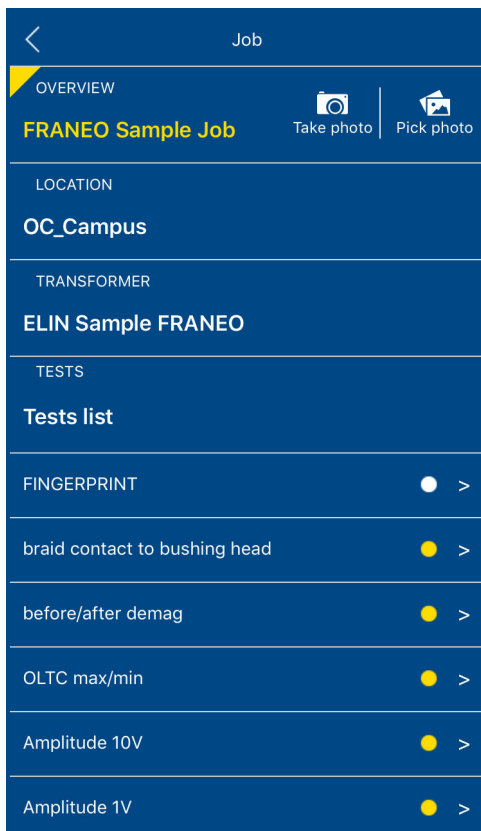 Job
OVERVIEW
FRANEO Sample Job
Take photo
Pick photo
LOCATION
OC_Campus
TRANSFORMER
ELIN Sample FRANEO
TESTS
Tests list
FINGERPRINT >
braid contact to bushing head >
before/after demag >
OLTC max/min >
Amplitude 10V >
Amplitude 1V >